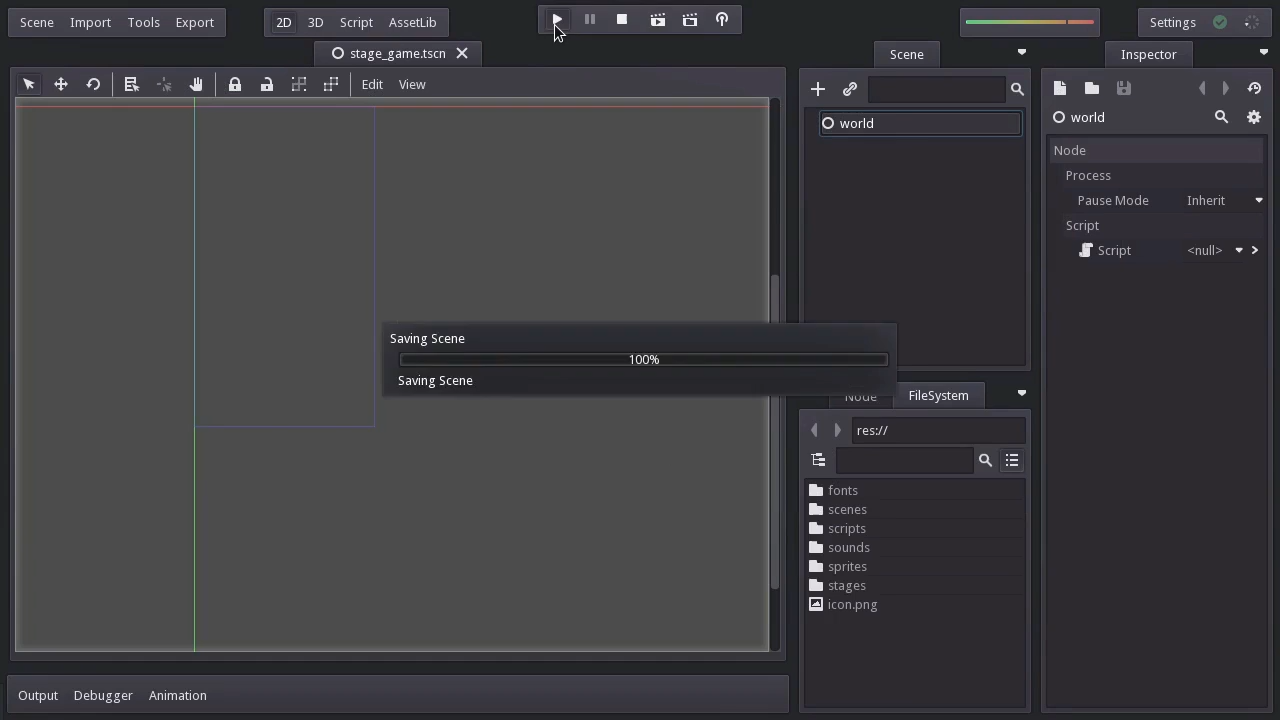 Scene Import Tools Export 2D 3D Script AssetLib Settings
stage_game.tscn Scene Inspector
Edit View
world world
Node
Process
Pause Mode Inherit
Script
Script <null>
Saving Scene
100%
Saving Scene
Node FileSystem
res://
fonts
scenes
scripts
sounds
sprites
stages
icon.png
Output Debugger Animation